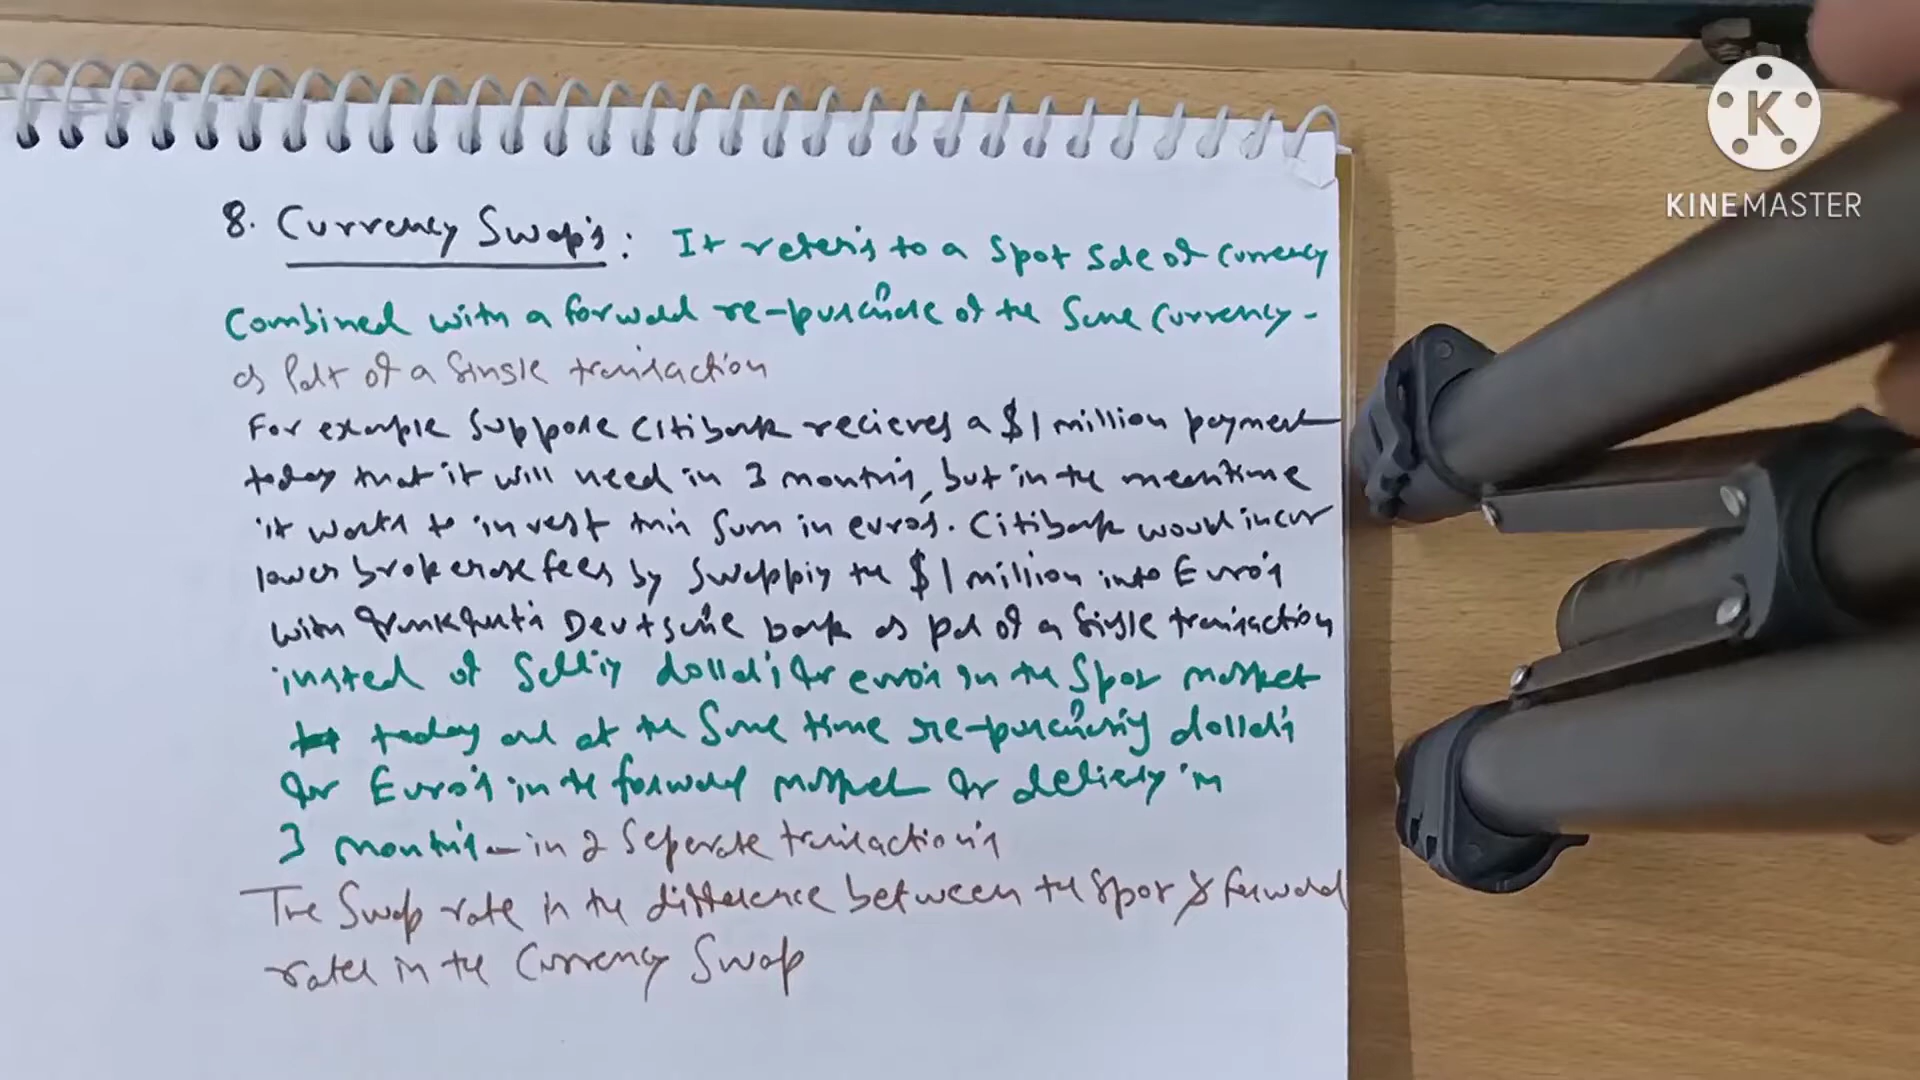 8. Currency Swap's: It refers to a Spot Sale of Currency
Combined with a forward re-purchase of the Same Currency -
as Part of a Single transaction
For example Suppose Citibank recieves a $1 million payment
today that it will need in 3 months, but in the meantime
it wants to invest this Sum in euros. Citibank would incur
lower brokerage fees by Swapping the $1 million into Euro's
with Frankfurt's Deutsche bank as part of a Single transaction
insted of Selling dollars for euros in the Spot market
today and at the Same time re-purchasing dollars
for Euro's in the forward market for delivery in
3 months - in 2 Seperate transactions
The Swap rate is the difference between the Spot & forward
rates in the Currency Swap
K
KINEMASTER